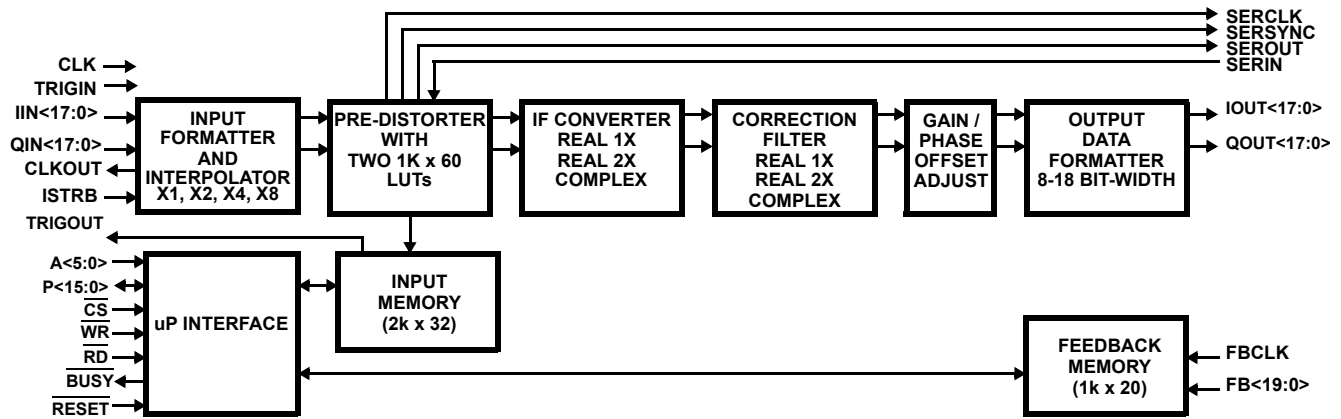 SERCLK
SERSYNC
SEROUT
SERIN
CLK
TRIGIN
IIN<17:0>
QIN<17:0>
CLKOUT
ISTRB
TRIGOUT
INPUT
FORMATTER
AND
INTERPOLATOR
X1, X2, X4, X8
PRE-DISTORTER
WITH
TWO 1K x 60
LUTs
IF CONVERTER
REAL 1X
REAL 2X
COMPLEX
CORRECTION
FILTER
REAL 1X
REAL 2X
COMPLEX
GAIN /
PHASE
OFFSET
ADJUST
OUTPUT
DATA
FORMATTER
8-18 BIT-WIDTH
IOUT<17:0>
QOUT<17:0>
A<5:0>
P<15:0>
CS
WR
RD
BUSY
RESET
uP INTERFACE
INPUT
MEMORY
(2k x 32)
FEEDBACK
MEMORY
(1k x 20)
FBCLK
FB<19:0>